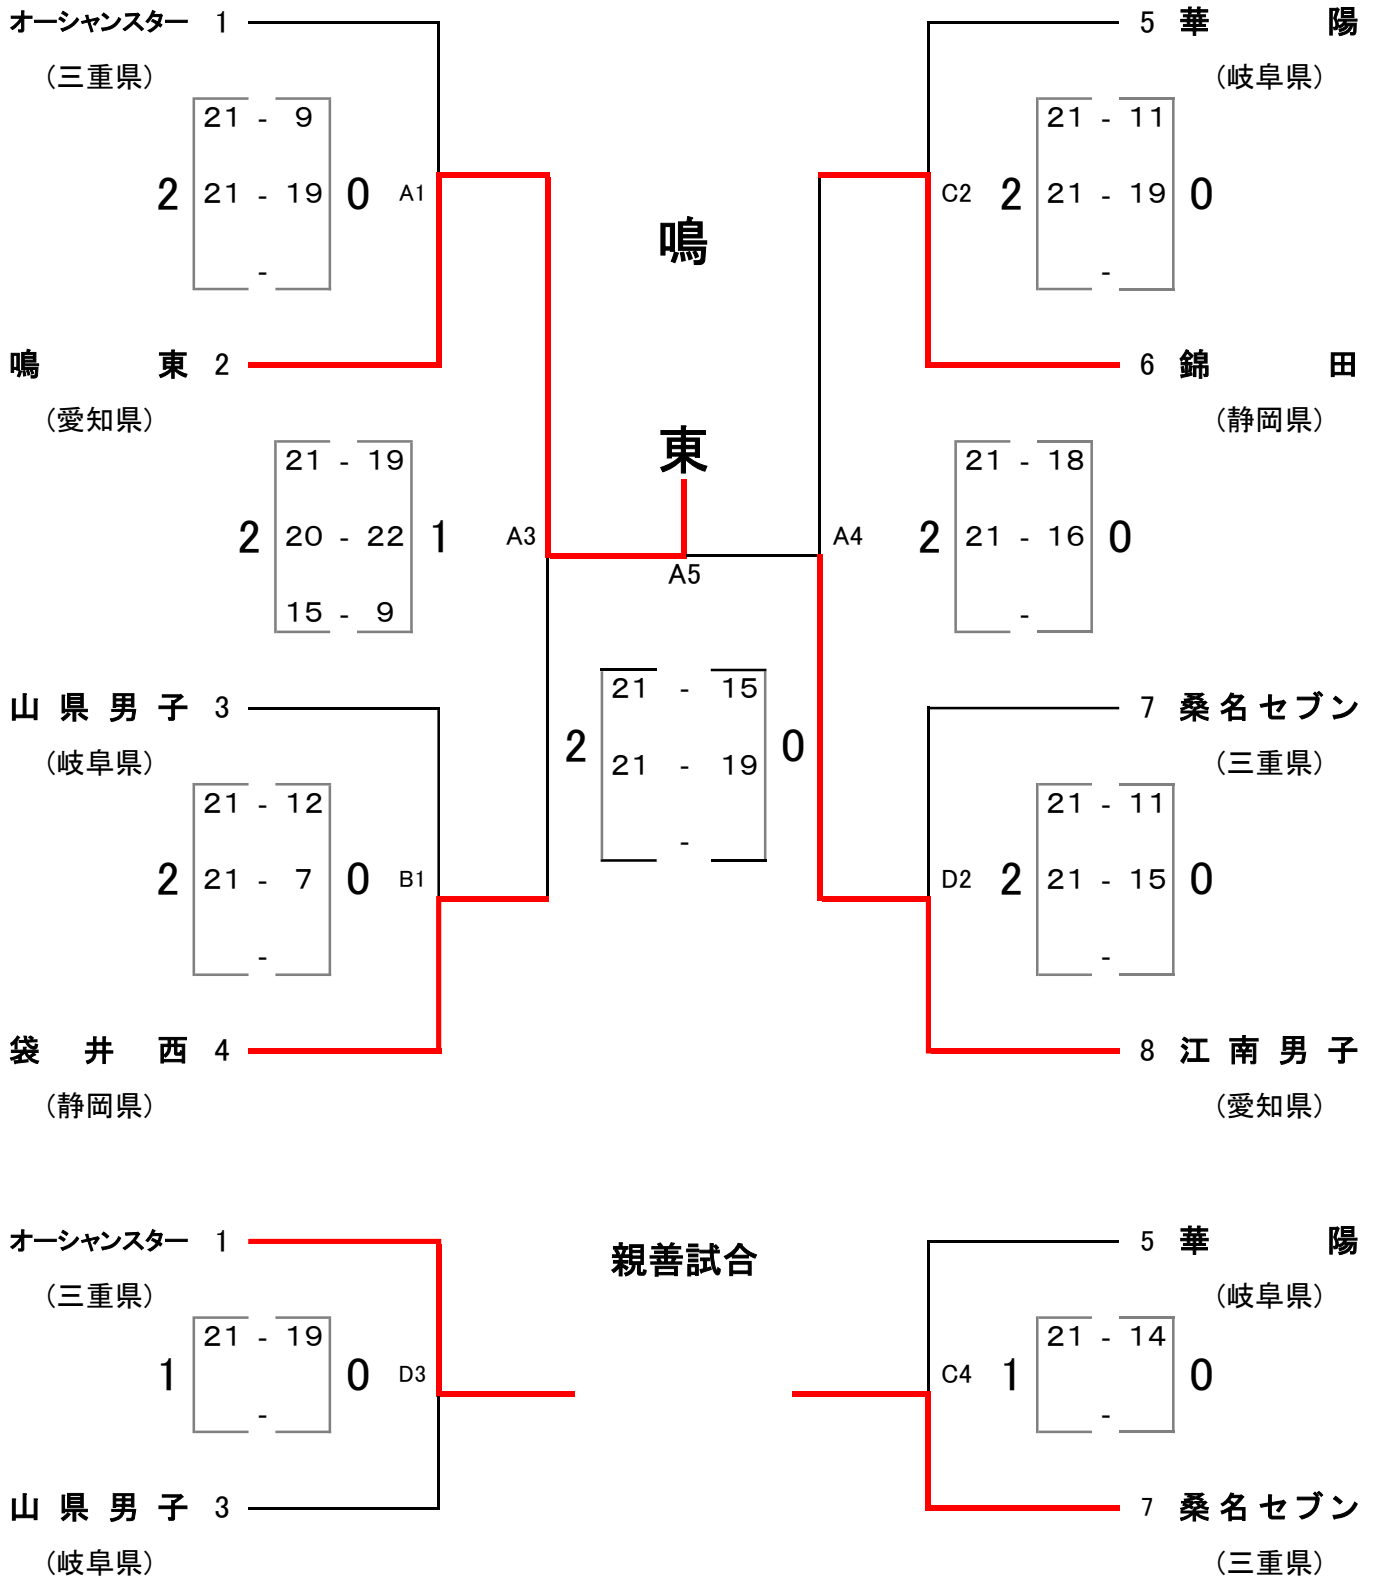 オーシャンスター 1
(三重県)
21 - 9
2 21 - 19 0 A1
-
鳴 東 2
(愛知県)
21 - 19
2 20 - 22 1 A3
15 - 9
山県男子 3
(岐阜県)
21 - 12
2 21 - 7 0 B1
-
袋井西 4
(静岡県)
鳴
東
A5
21 - 15
2 21 - 19 0
-
5 華 陽
(岐阜県)
21 - 11
C2 2 21 - 19 0
-
6 錦 田
(静岡県)
21 - 18
A4 2 21 - 16 0
-
7 桑名セブン
(三重県)
21 - 11
D2 2 21 - 15 0
-
8 江南男子
(愛知県)
親善試合
オーシャンスター 1
(三重県)
21 - 19
1 0 D3
-
山県男子 3
(岐阜県)
5 華 陽
(岐阜県)
21 - 14
C4 1 0
-
7 桑名セブン
(三重県)